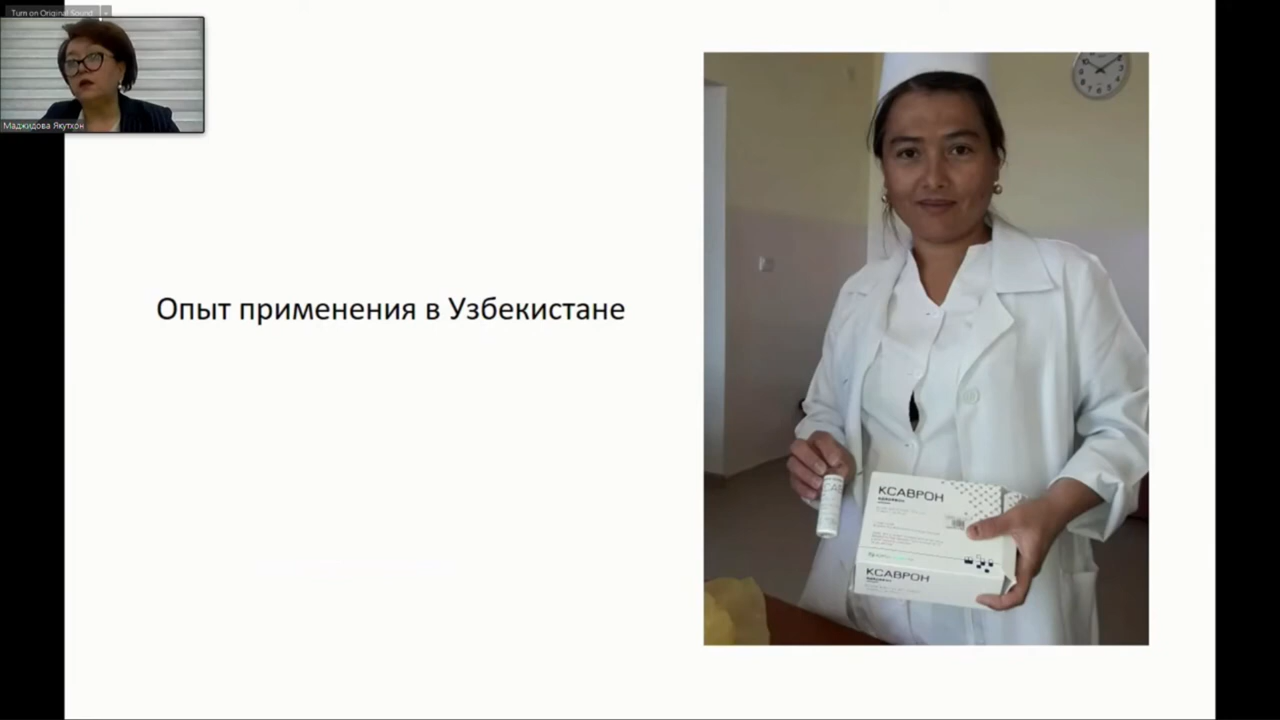 Turn on Original Sound
Маджидова Якутхон
Опыт применения в Узбекистане
КСАВРОН
КСАВРОН